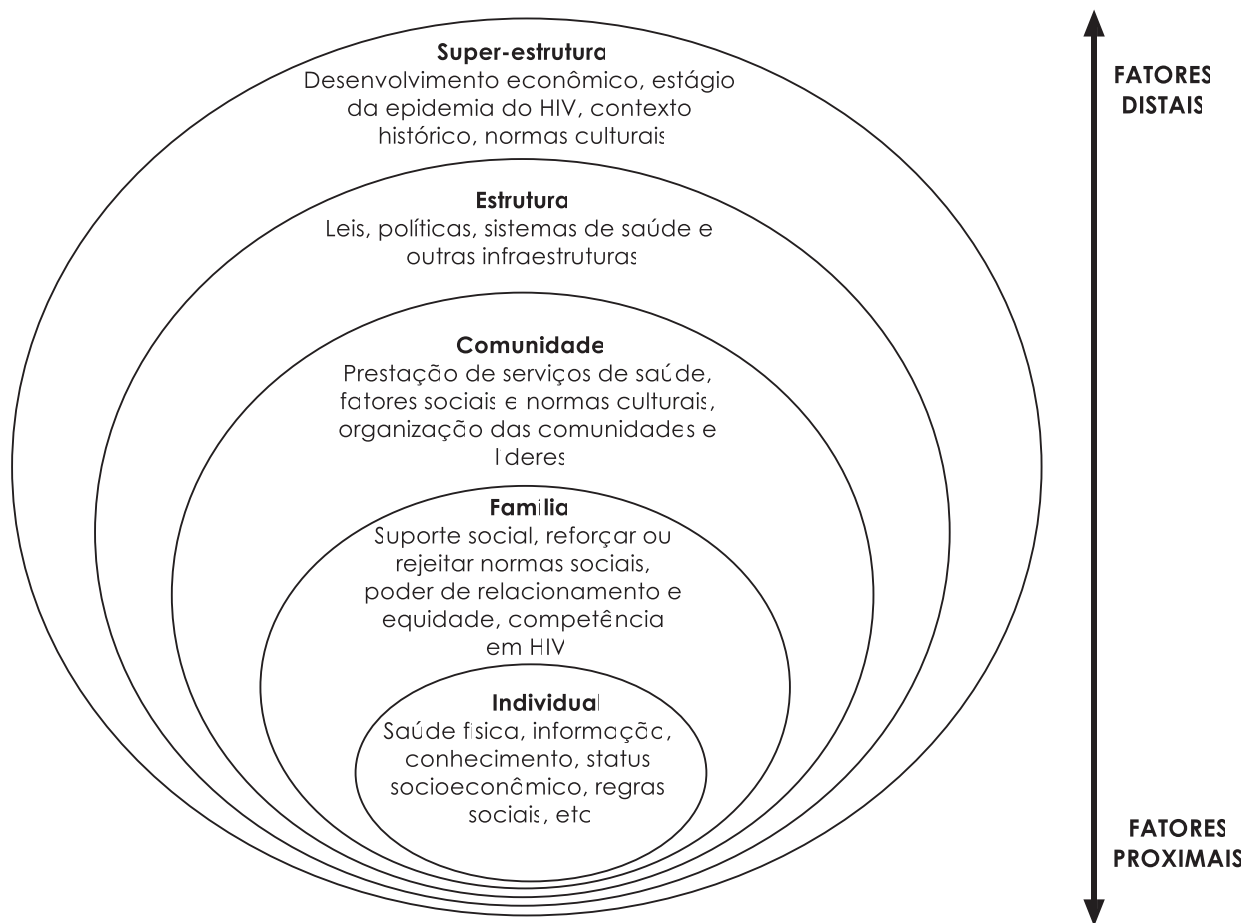 Super-estrutura
Desenvolvimento econômico, estágio
da epidemia do HIV, contexto
histórico, normas culturais
Estrutura
Leis, políticas, sistemas de saúde e
outras infraestruturas
Comunidade
Prestação de serviços de saúde,
fatores sociais e normas culturais,
organização das comunidades e
líderes
Família
Suporte social, reforçar ou
rejeitar normas sociais,
poder de relacionamento e
equidade, competência
em HIV
Individual
Saúde física, informação,
conhecimento, status
socioeconômico, regras
sociais, etc
FATORES
DISTAIS
FATORES
PROXIMAIS